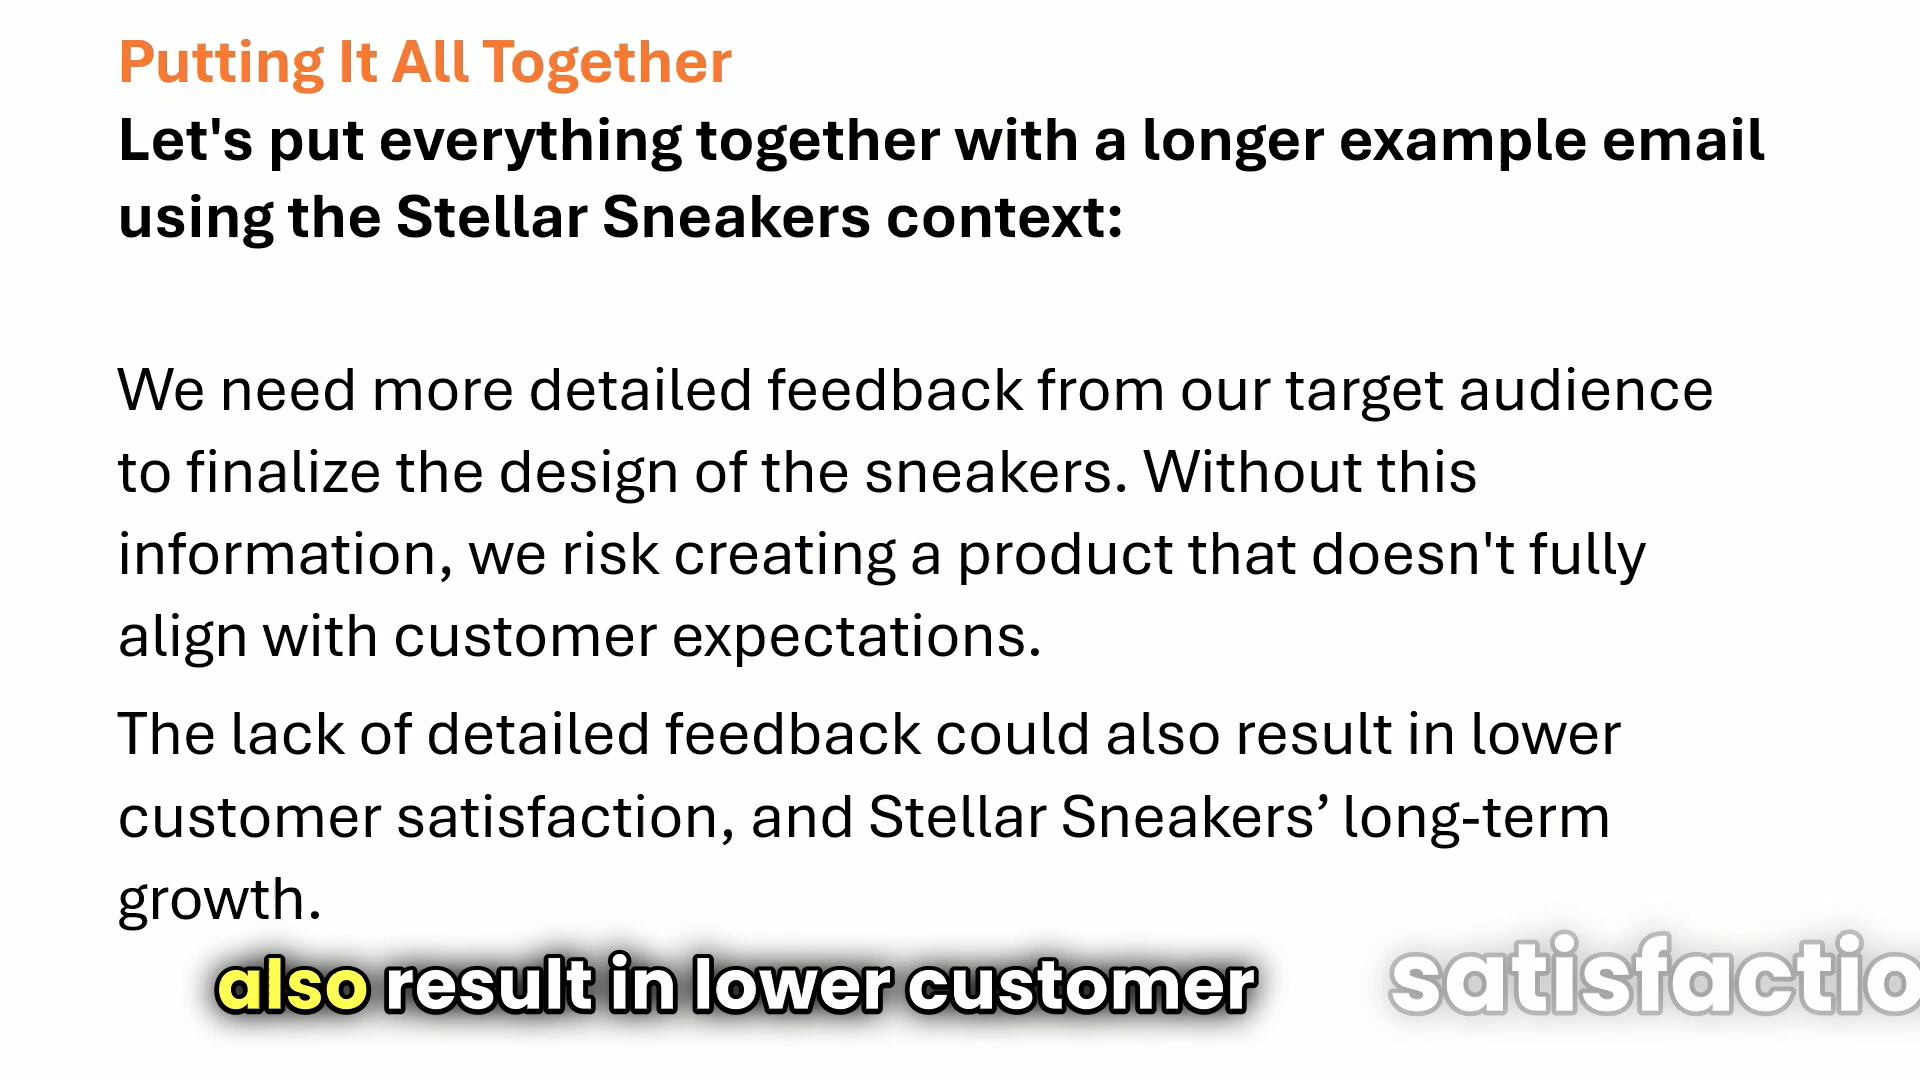 Putting It All Together
Let's put everything together with a longer example email
using the Stellar Sneakers context:
We need more detailed feedback from our target audience
to finalize the design of the sneakers. Without this
information, we risk creating a product that doesn't fully
align with customer expectations.
The lack of detailed feedback could also result in lower
customer satisfaction, and Stellar Sneakers’ long-term
growth.
also result in lower customer satisfactio